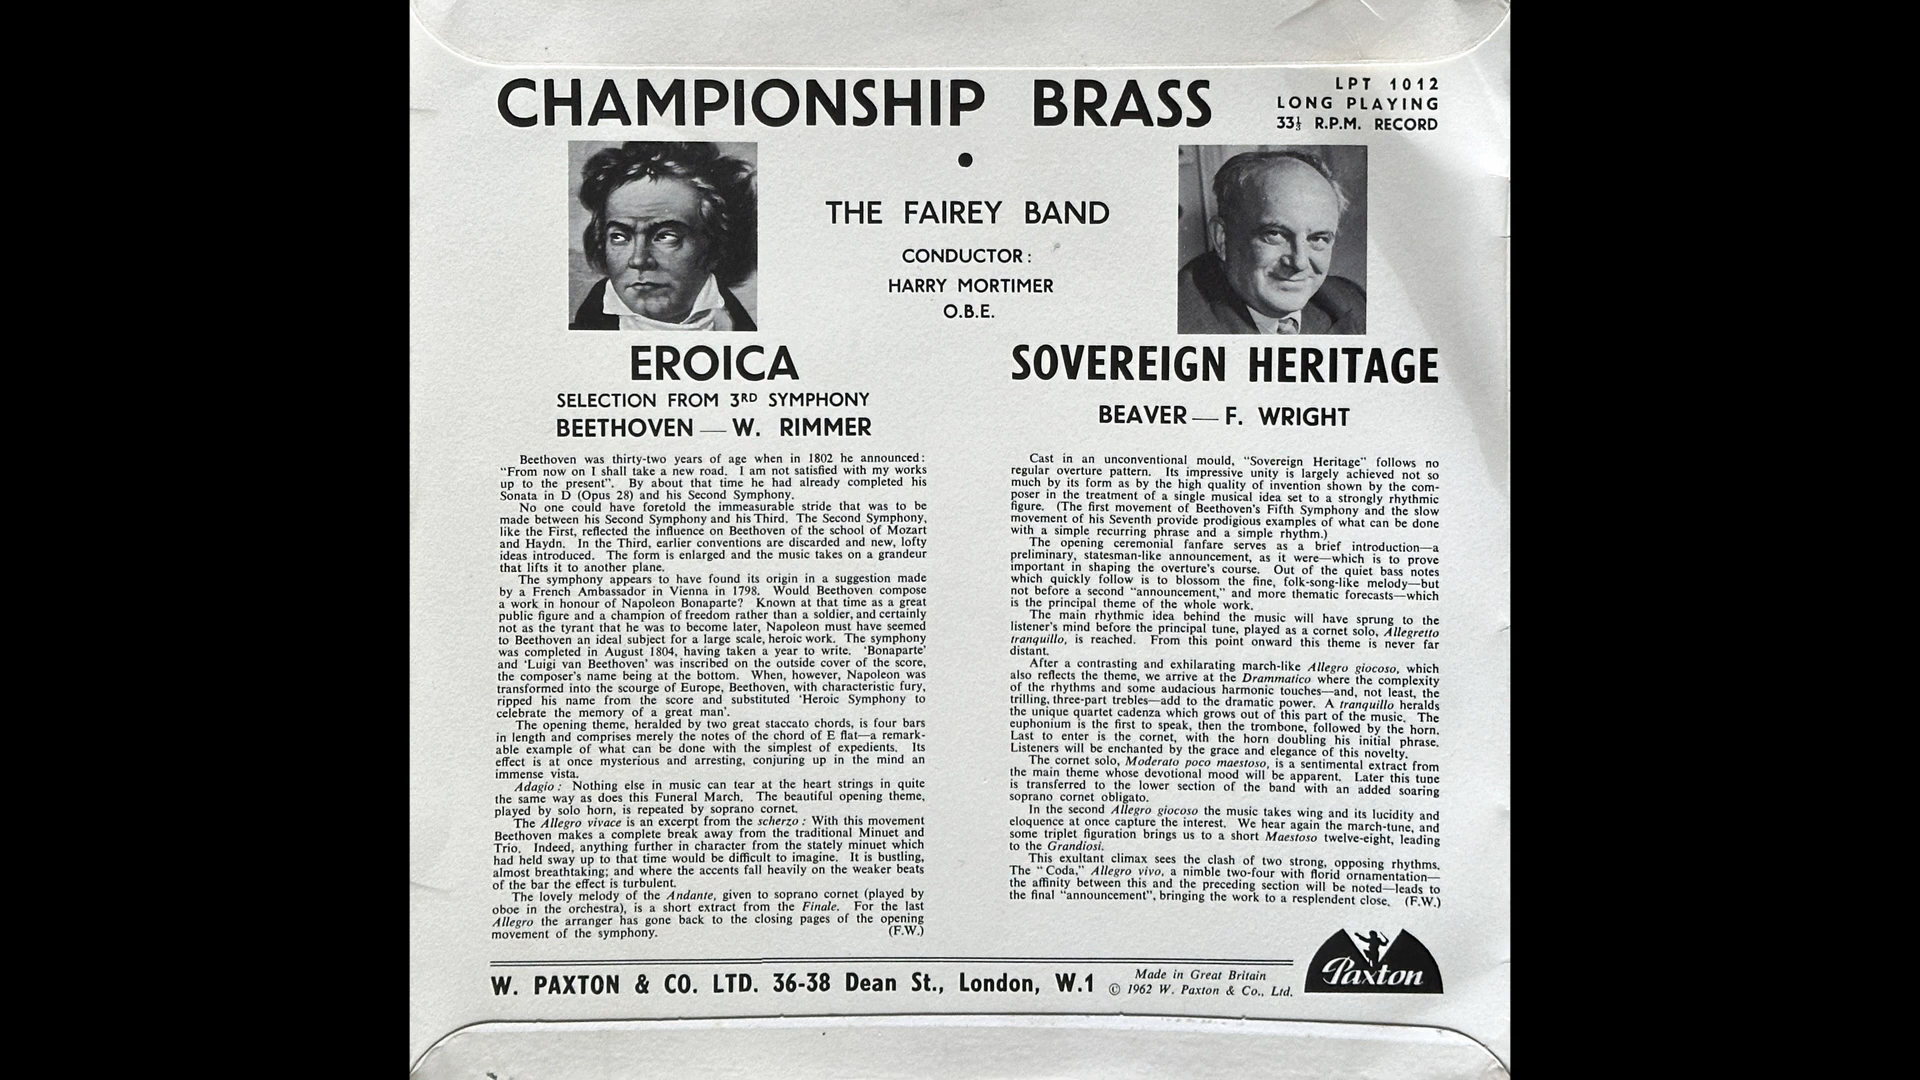 CHAMPIONSHIP BRASS
LPT 1012
LONG PLAYING
33⅓ R.P.M. RECORD
THE FAIREY BAND
CONDUCTOR:
HARRY MORTIMER
O.B.E.
EROICA
SELECTION FROM 3RD SYMPHONY
BEETHOVEN — W. RIMMER
Beethoven was thirty-two years of age when in 1802 he announced:
"From now on I shall take a new road. I am not satisfied with my works
up to the present". By about that time he had already completed his
Sonata in D (Opus 28) and his Second Symphony.
No one could have foretold the immeasurable stride that was to be
made between his Second Symphony and his Third. The Second Symphony,
like the First, reflected the influence on Beethoven of the school of Mozart
and Haydn. In the Third, earlier conventions are discarded and new, lofty
ideas introduced. The form is enlarged and the music takes on a grandeur
that lifts it to another plane.
The symphony appears to have found its origin in a suggestion made
by a French Ambassador in Vienna in 1798. Would Beethoven compose
a work in honour of Napoleon Bonaparte? Known at that time as a great
public figure and a champion of freedom rather than a soldier, and certainly
not as the tyrant that he was to become later, Napoleon must have seemed
to Beethoven an ideal subject for a large scale, heroic work. The symphony
was completed in August 1804, having taken a year to write. 'Bonaparte'
and 'Luigi van Beethoven' was inscribed on the outside cover of the score,
the composer's name being at the bottom. When, however, Napoleon was
transformed into the scourge of Europe, Beethoven, with characteristic fury,
ripped his name from the score and substituted 'Heroic Symphony to
celebrate the memory of a great man'.
The opening theme, heralded by two great staccato chords, is four bars
in length and comprises merely the notes of the chord of E flat—a remark-
able example of what can be done with the simplest of expedients. Its
effect is at once mysterious and arresting, conjuring up in the mind an
immense vista.
Adagio: Nothing else in music can tear at the heart strings in quite
the same way as does this Funeral March. The beautiful opening theme,
played by solo horn, is repeated by soprano cornet.
The Allegro vivace is an excerpt from the scherzo: With this movement
Beethoven makes a complete break away from the traditional Minuet and
Trio. Indeed, anything further in character from the stately minuet which
had held sway up to that time would be difficult to imagine. It is bustling,
almost breathtaking; and where the accents fall heavily on the weaker beats
of the bar the effect is turbulent.
The lovely melody of the Andante, given to soprano cornet (played by
oboe in the orchestra), is a short extract from the Finale. For the last
Allegro the arranger has gone back to the closing pages of the opening
movement of the symphony. (F.W.)
SOVEREIGN HERITAGE
BEAVER — F. WRIGHT
Cast in an unconventional mould, "Sovereign Heritage" follows no
regular overture pattern. Its impressive unity is largely achieved not so
much by its form as by the high quality of invention shown by the com-
poser in the treatment of a single musical idea set to a strongly rhythmic
figure. (The first movement of Beethoven's Fifth Symphony and the slow
movement of his Seventh provide prodigious examples of what can be done
with a simple recurring phrase and a simple rhythm.)
The opening ceremonial fanfare serves as a brief introduction—a
preliminary, statesman-like announcement, as it were—which is to prove
important in shaping the overture's course. Out of the quiet bass notes
which quickly follow is to blossom the fine, folk-song-like melody—but
not before a second "announcement," and more thematic forecasts—which
is the principal theme of the whole work.
The main rhythmic idea behind the music will have sprung to the
listener's mind before the principal tune, played as a cornet solo, Allegretto
tranquillo, is reached. From this point onward this theme is never far
distant.
After a contrasting and exhilarating march-like Allegro giocoso, which
also reflects the theme, we arrive at the Drammatico where the complexity
of the rhythms and some audacious harmonic touches—and, not least, the
trilling, three-part trebles—add to the dramatic power. A tranquillo heralds
the unique quartet cadenza which grows out of this part of the music. The
euphonium is the first to speak, then the trombone, followed by the horn.
Last to enter is the cornet, with the horn doubling his initial phrase.
Listeners will be enchanted by the grace and elegance of this novelty.
The cornet solo, Moderato poco maestoso, is a sentimental extract from
the main theme whose devotional mood will be apparent. Later this tune
is transferred to the lower section of the band with an added soaring
soprano cornet obligato.
In the second Allegro giocoso the music takes wing and its lucidity and
eloquence at once capture the interest. We hear again the march-tune, and
some triplet figuration brings us to a short Maestoso twelve-eight, leading
to the Grandiosi.
This exultant climax sees the clash of two strong, opposing rhythms.
The "Coda," Allegro vivo, a nimble two-four with florid ornamentation—
the affinity between this and the preceding section will be noted—leads to
the final "announcement", bringing the work to a resplendent close. (F.W.)
W. PAXTON & CO. LTD. 36-38 Dean St., London, W.1
Made in Great Britain
© 1962 W. Paxton & Co., Ltd.
Paxton